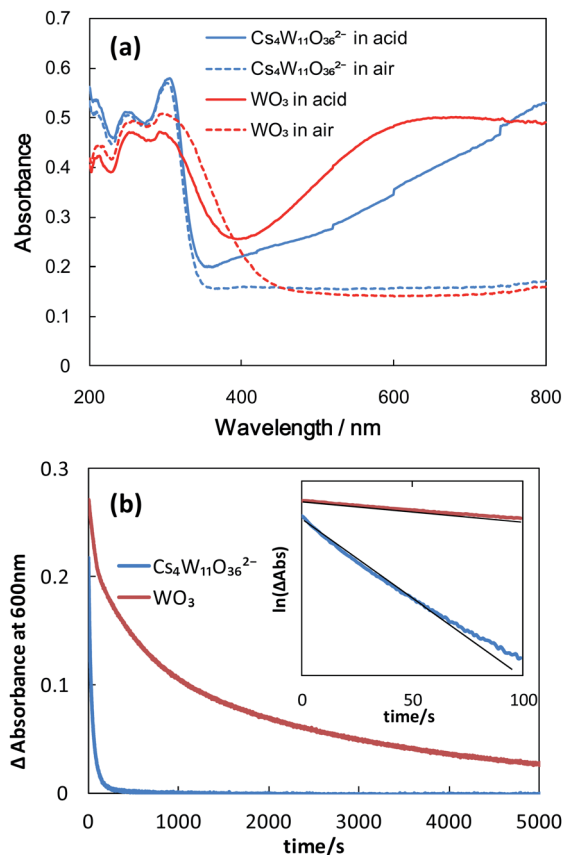 (a)
Absorbance
0.7
0.6
0.5
0.4
0.3
0.2
0.1
0
Cs₄W₁₁O₃₆²⁻ in acid
Cs₄W₁₁O₃₆²⁻ in air
WO₃ in acid
WO₃ in air
200
400
600
800
Wavelength / nm
(b)
Δ Absorbance at 600nm
0.3
0.2
0.1
0
Cs₄W₁₁O₃₆²⁻
WO₃
ln(ΔAbs)
0
50
100
time/s
0
1000
2000
3000
4000
5000
time/s